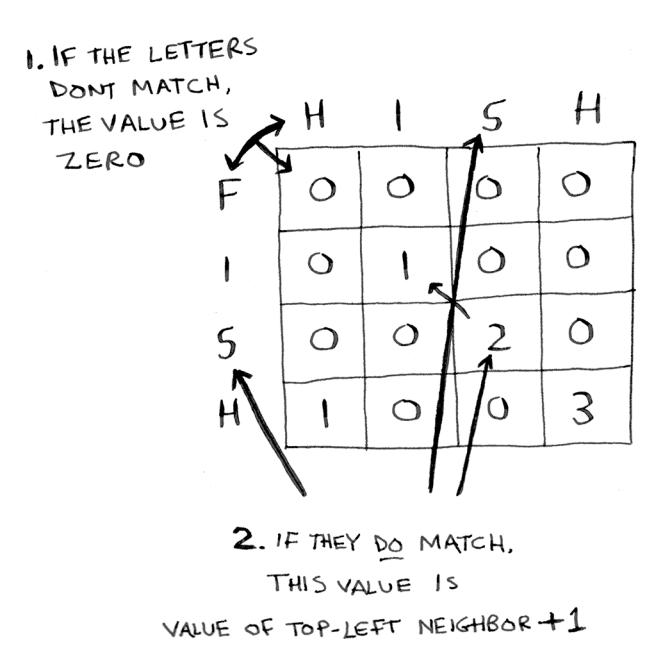 1. IF THE LETTERS
DONT MATCH,
THE VALUE IS
ZERO
H I S H
F 0 0 0 0
I 0 1 0 0
S 0 0 2 0
H 1 0 0 3
2. IF THEY DO MATCH,
THIS VALUE IS
VALUE OF TOP-LEFT NEIGHBOR +1